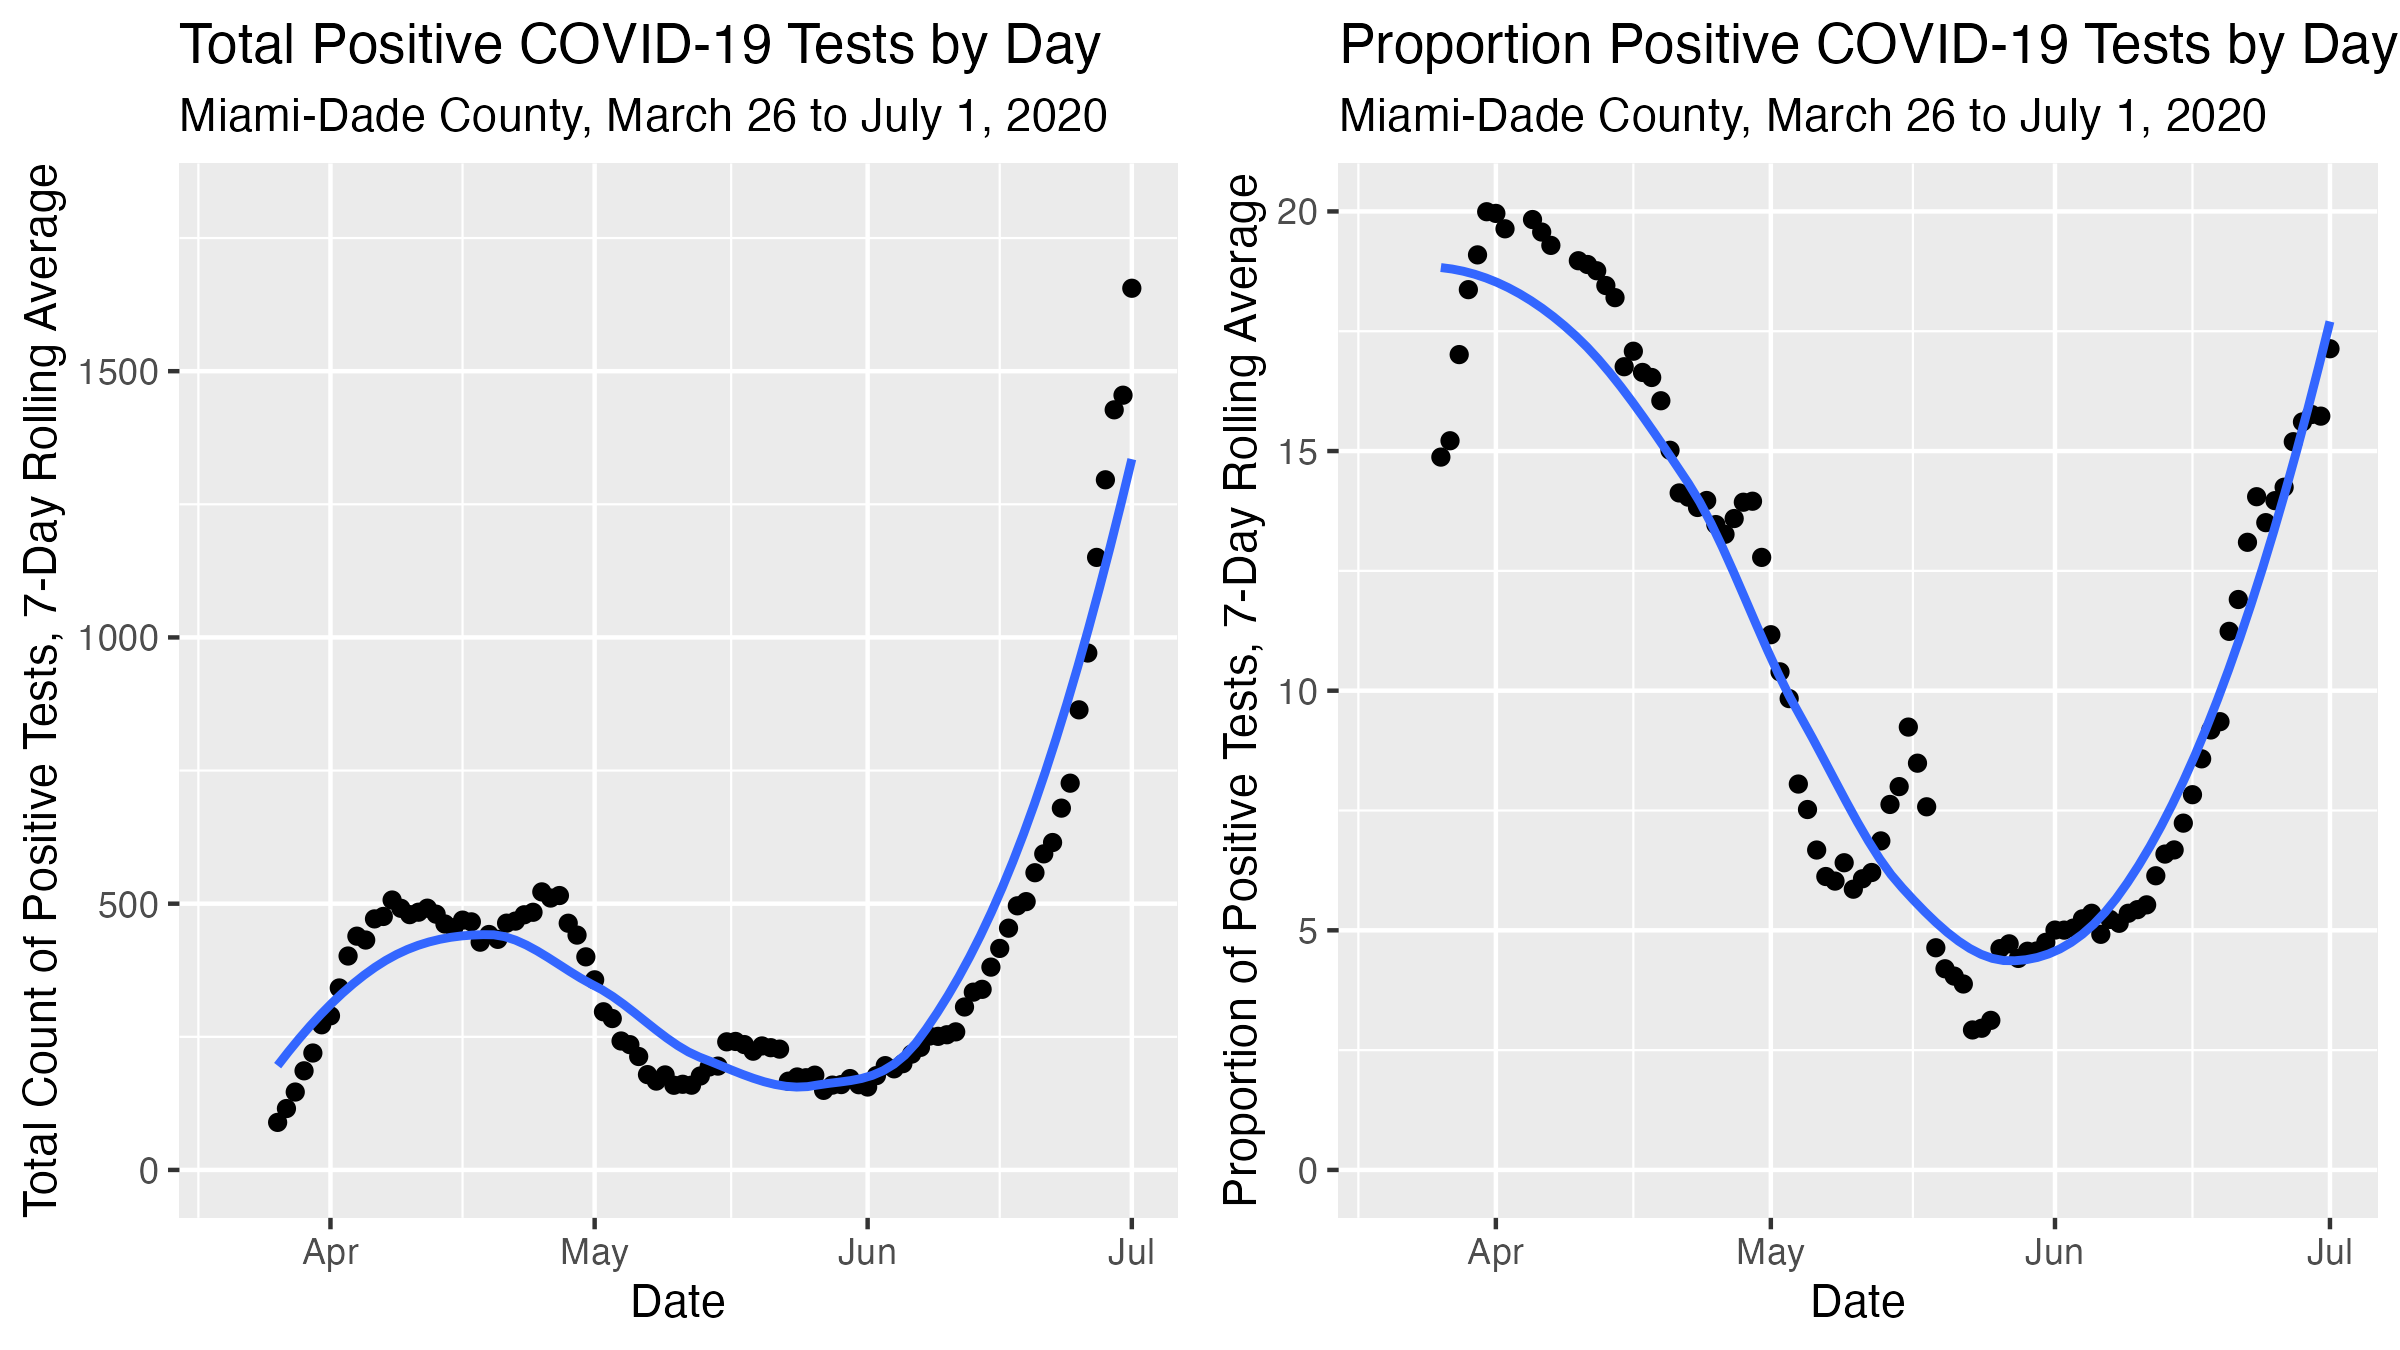 Total Positive COVID-19 Tests by Day
Miami-Dade County, March 26 to July 1, 2020
Total Count of Positive Tests, 7-Day Rolling Average
1500
1000
500
0
Apr May Jun Jul
Date
Proportion Positive COVID-19 Tests by Day
Miami-Dade County, March 26 to July 1, 2020
Proportion of Positive Tests, 7-Day Rolling Average
20
15
10
5
0
Apr May Jun Jul
Date